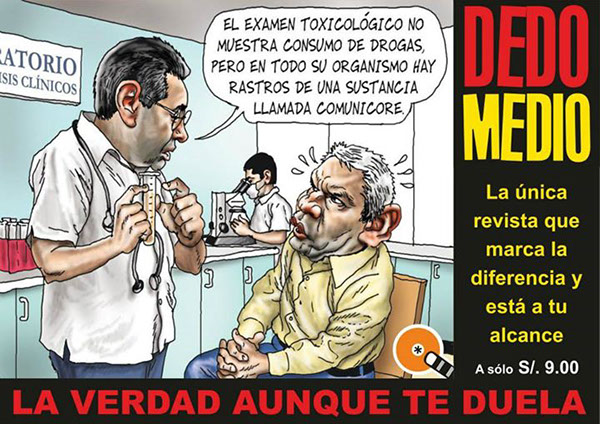 RATORIO
ISIS CLÍNICOS
EL EXAMEN TOXICOLÓGICO NO
MUESTRA CONSUMO DE DROGAS,
PERO EN TODO SU ORGANISMO HAY
RASTROS DE UNA SUSTANCIA
LLAMADA COMUNICORE.
DEDO
MEDIO
La única
revista que
marca la
diferencia y
está a tu
alcance
A sólo S/. 9.00
LA VERDAD AUNQUE TE DUELA